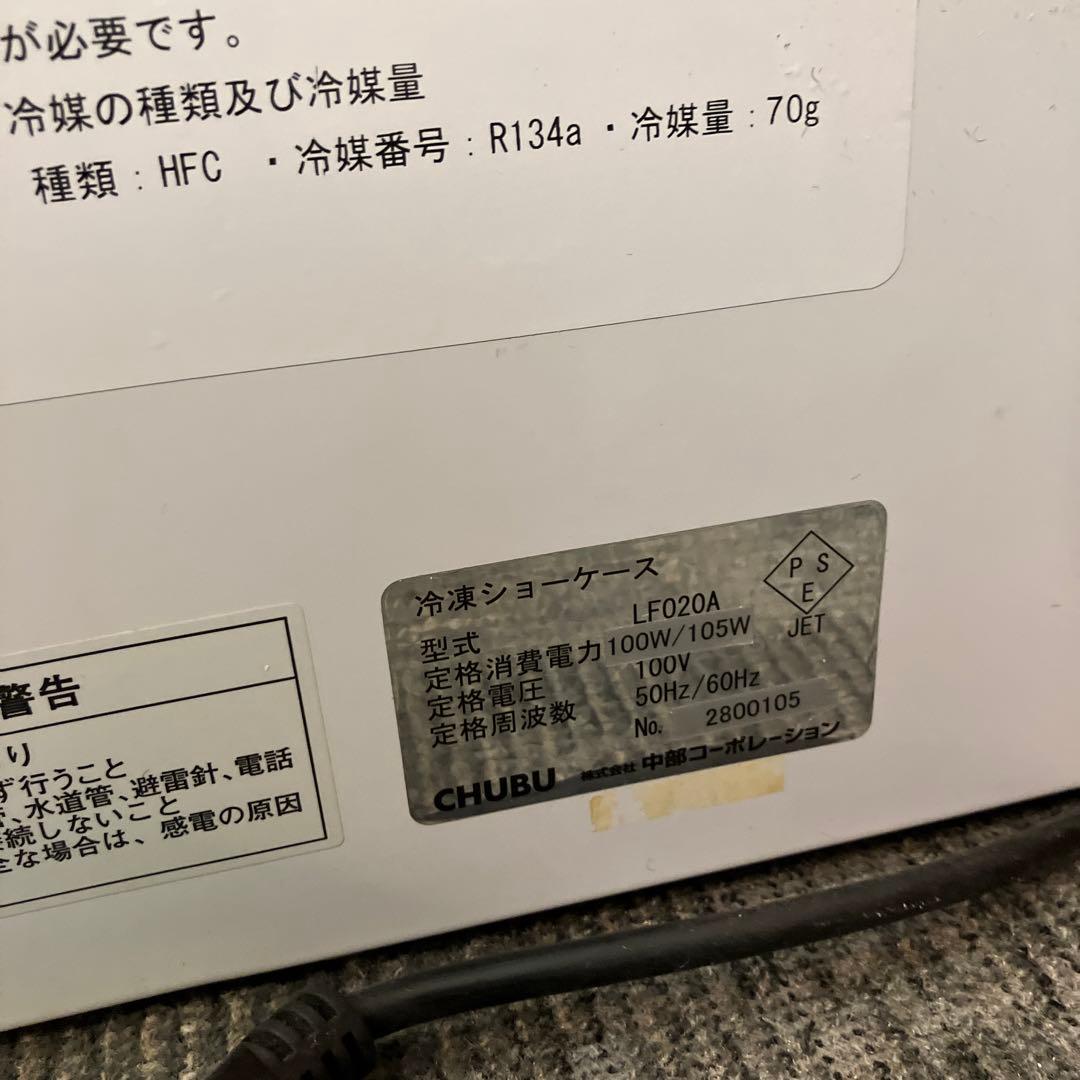 が必要です。
冷媒の種類及び冷媒量
種類：HFC ・冷媒番号：R134a・冷媒量：70g
冷凍ショーケース
型式 LF020A
定格消費電力 100W/105W
定格電圧 100V
定格周波数 50Hz/60Hz
No. 2800105
CHUBU 株式会社 中部コーポレーション
P S E
JET
警告
り
ず行うこと
、水道管、避雷針、電話
続しないこと
全な場合は、感電の原因